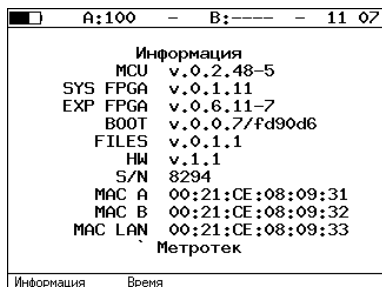 A:100 – B:---- – 11 07
Информация
MCU v.0.2.48-5
SYS FPGA v.0.1.11
EXP FPGA v.0.6.11-7
BOOT v.0.0.7/fd90d6
FILES v.0.1.1
HW v.1.1
S/N 8294
MAC A 00:21:CE:08:09:31
MAC B 00:21:CE:08:09:32
MAC LAN 00:21:CE:08:09:33
` Метротек
Информация Время